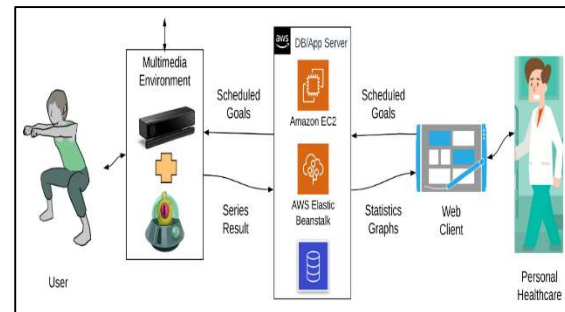 Multimedia
Environment
aws
DB/App Server
Scheduled
Goals
Amazon EC2
Scheduled
Goals
Series
Result
AWS Elastic
Beanstalk
Statistics
Graphs
Web
Client
User
Personal
Healthcare